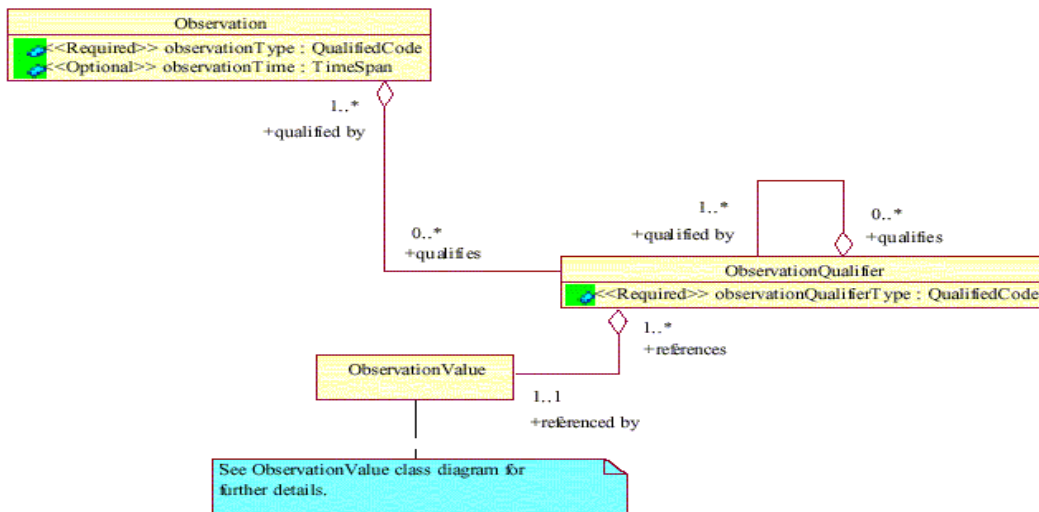 Observation
<<Required>> observationType : QualifiedCode
<<Optional>> observationTime : TimeSpan
1..*
+qualified by
0..*
+qualifies
1..*
+qualified by
0..*
+qualifies
ObservationQualifier
<<Required>> observationQualifierType : QualifiedCode
1..*
+references
ObservationValue
1..1
+referenced by
See ObservationValue class diagram for
further details.